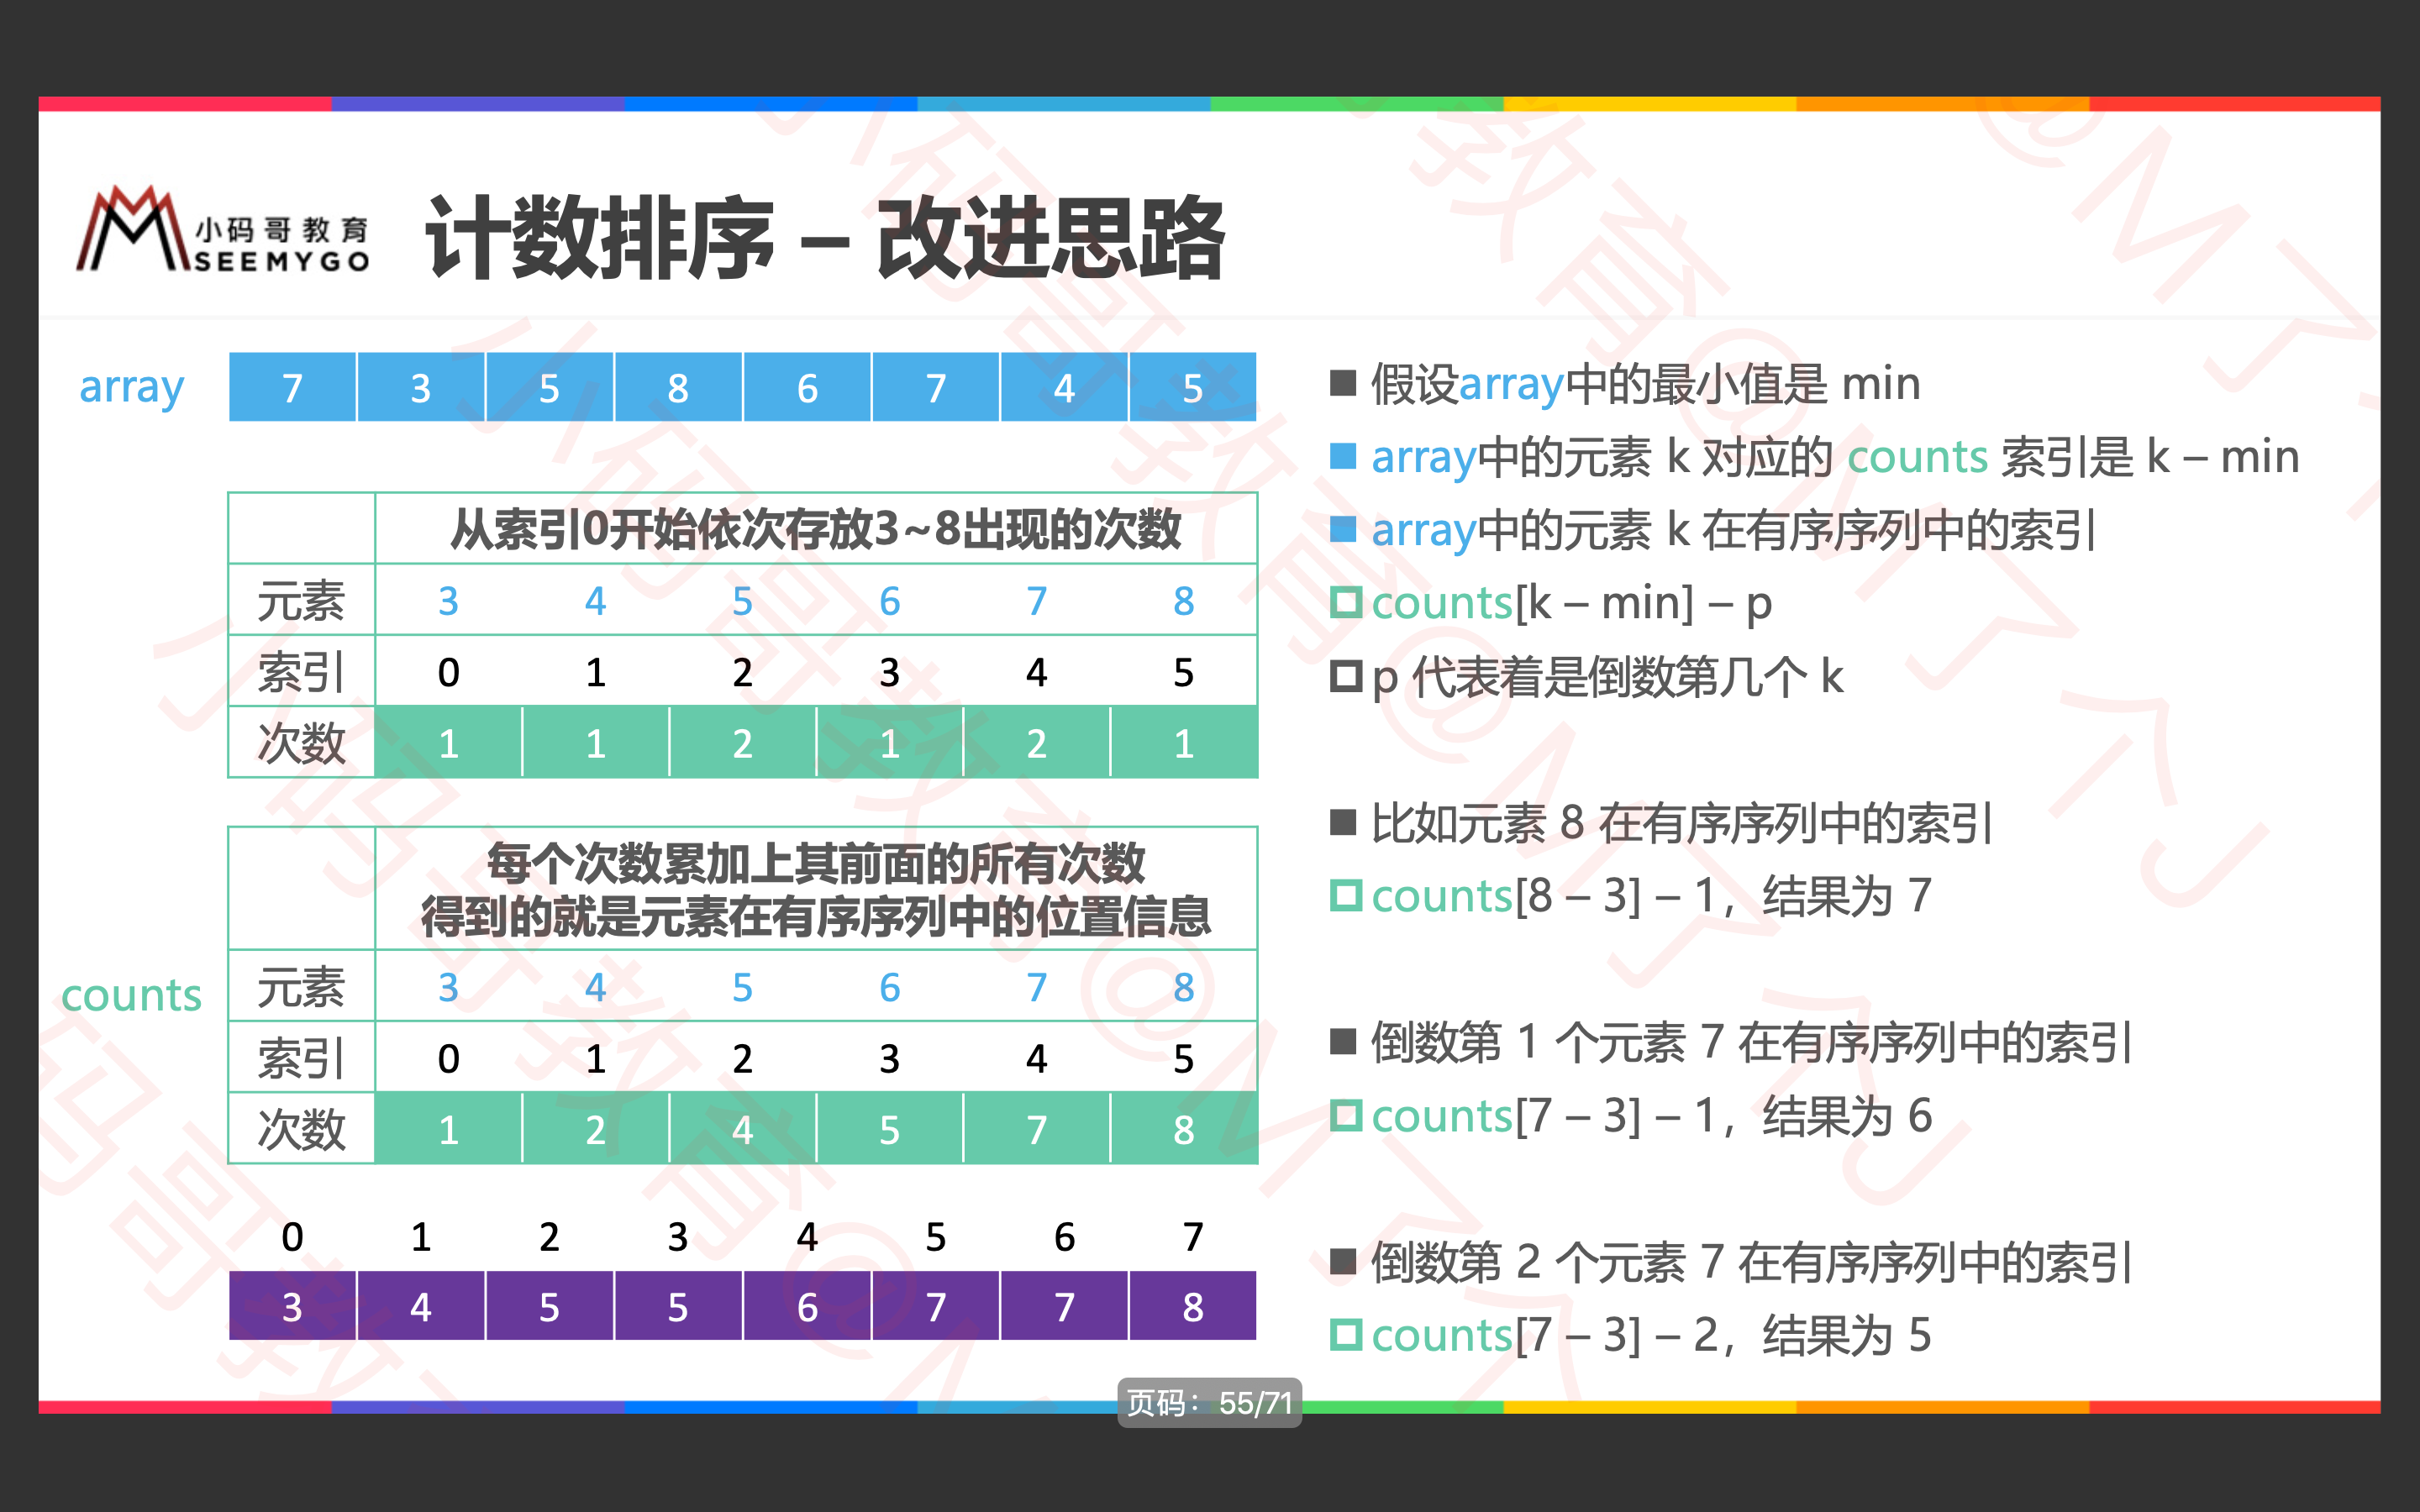 小码哥教育
SEEMYGO
计数排序 – 改进思路
array 7 3 5 8 6 7 4 5
从索引0开始依次存放3~8出现的次数
元素 3 4 5 6 7 8
索引 0 1 2 3 4 5
次数 1 1 2 1 2 1
每个次数累加上其前面的所有次数
得到的就是元素在有序序列中的位置信息
counts
元素 3 4 5 6 7 8
索引 0 1 2 3 4 5
次数 1 2 4 5 7 8
0 1 2 3 4 5 6 7
3 4 5 5 6 7 7 8
假设array中的最小值是 min
array中的元素 k 对应的 counts 索引是 k – min
array中的元素 k 在有序序列中的索引
counts[k – min] – p
p 代表着是倒数第几个 k
比如元素 8 在有序序列中的索引
counts[8 – 3] – 1，结果为 7
倒数第 1 个元素 7 在有序序列中的索引
counts[7 – 3] – 1，结果为 6
倒数第 2 个元素 7 在有序序列中的索引
counts[7 – 3] – 2，结果为 5
页码：55/71
小码哥教育@M了个J